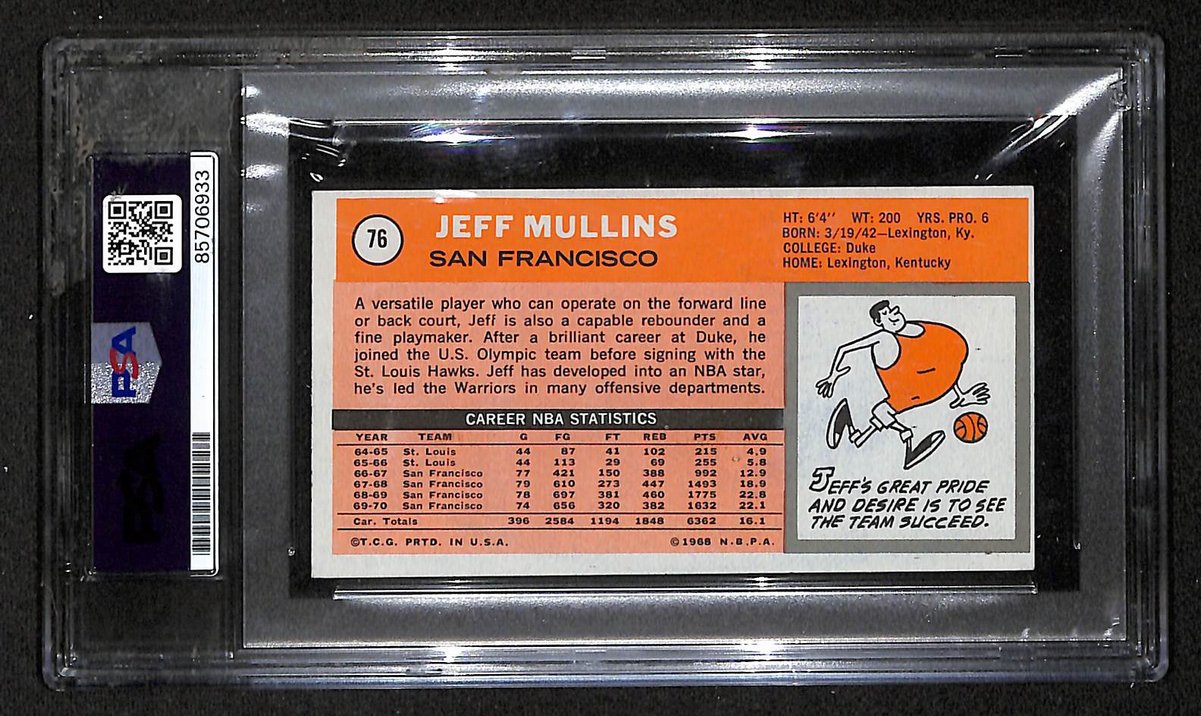 85706933
PSA
PSA
76
JEFF MULLINS
SAN FRANCISCO
HT: 6'4'' WT: 200 YRS. PRO. 6
BORN: 3/19/42—Lexington, Ky.
COLLEGE: Duke
HOME: Lexington, Kentucky
A versatile player who can operate on the forward line
or back court, Jeff is also a capable rebounder and a
fine playmaker. After a brilliant career at Duke, he
joined the U.S. Olympic team before signing with the
St. Louis Hawks. Jeff has developed into an NBA star,
he's led the Warriors in many offensive departments.
CAREER NBA STATISTICS
YEAR TEAM G FG FT REB PTS AVG
64-65 St. Louis 44 87 41 102 215 4.9
65-66 St. Louis 44 113 29 69 255 5.8
66-67 San Francisco 77 421 150 388 992 12.9
67-68 San Francisco 79 610 273 447 1493 18.9
68-69 San Francisco 78 697 381 460 1775 22.8
69-70 San Francisco 74 656 320 382 1632 22.1
Car. Totals 396 2584 1194 1848 6362 16.1
©T.C.G. PRTD. IN U.S.A. ©1968 N.B.P.A.
JEFF'S GREAT PRIDE
AND DESIRE IS TO SEE
THE TEAM SUCCEED.